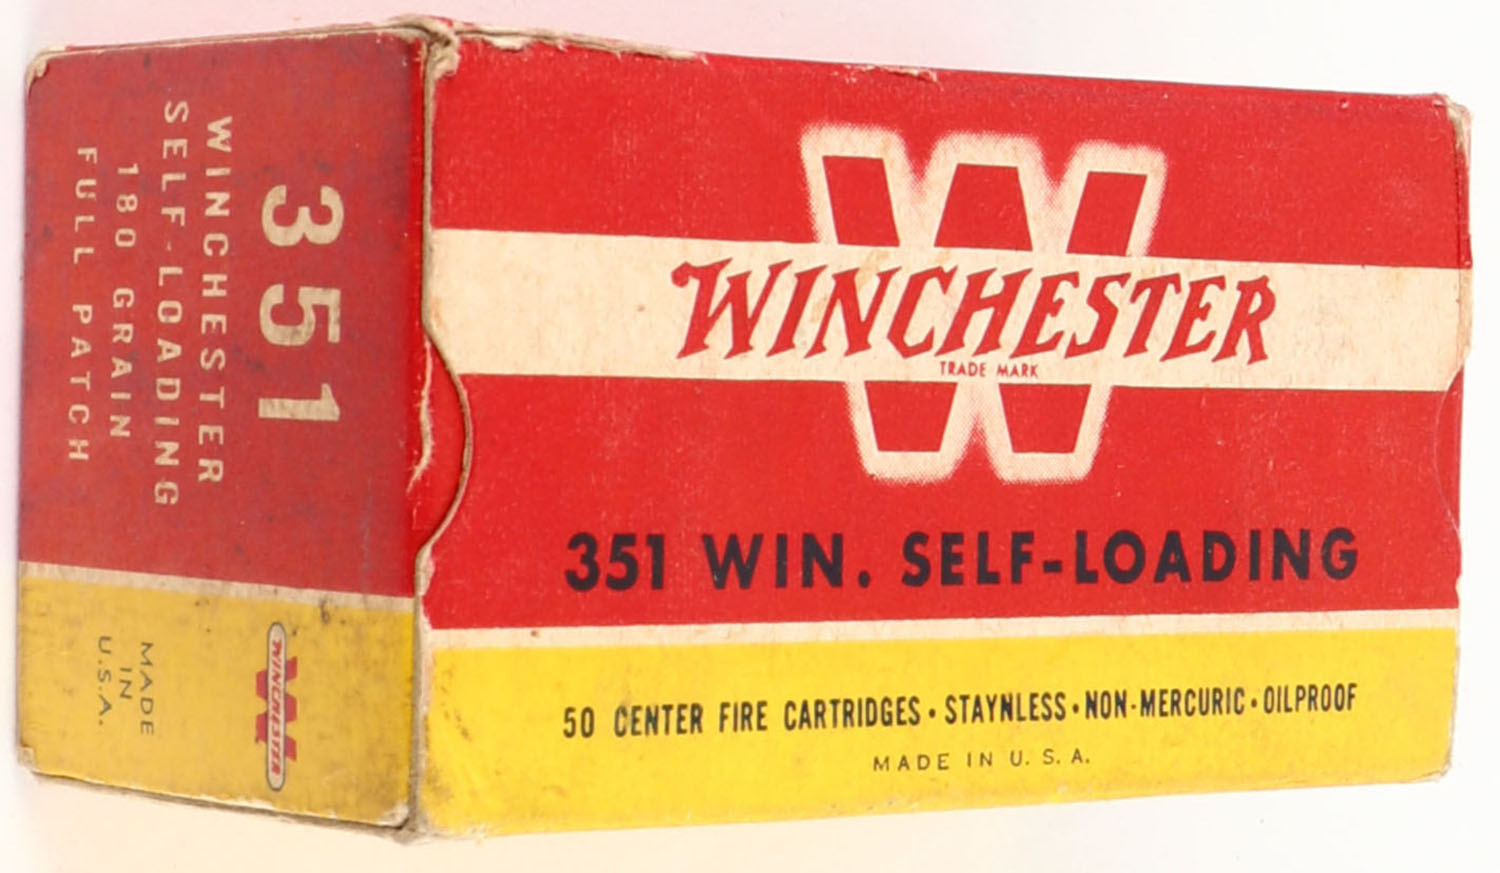 351
WINCHESTER
SELF-LOADING
180 GRAIN
FULL PATCH
WINCHESTER
W
MADE
IN
U.S.A.
W
WINCHESTER
TRADE MARK
351 WIN. SELF-LOADING
50 CENTER FIRE CARTRIDGES • STAYNLESS • NON-MERCURIC • OILPROOF
MADE IN U. S. A.